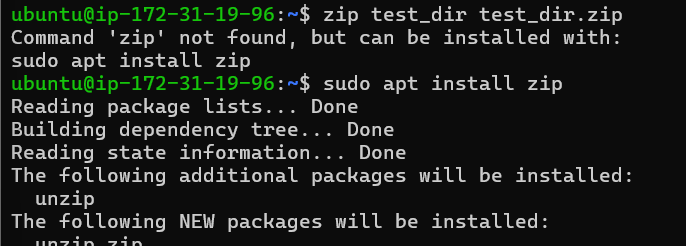 ubuntu@ip-172-31-19-96:~$ zip test_dir test_dir.zip
Command 'zip' not found, but can be installed with:
sudo apt install zip
ubuntu@ip-172-31-19-96:~$ sudo apt install zip
Reading package lists... Done
Building dependency tree... Done
Reading state information... Done
The following additional packages will be installed:
  unzip
The following NEW packages will be installed:
  unzip zip